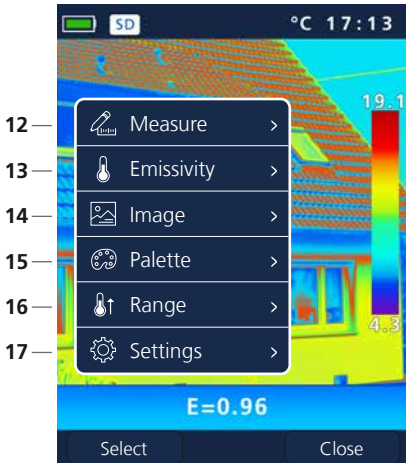 SD °C 17:13
19.1
12 Measure >
13 Emissivity >
14 Image >
15 Palette >
16 Range >
17 Settings >
4.3
E=0.96
Select Close